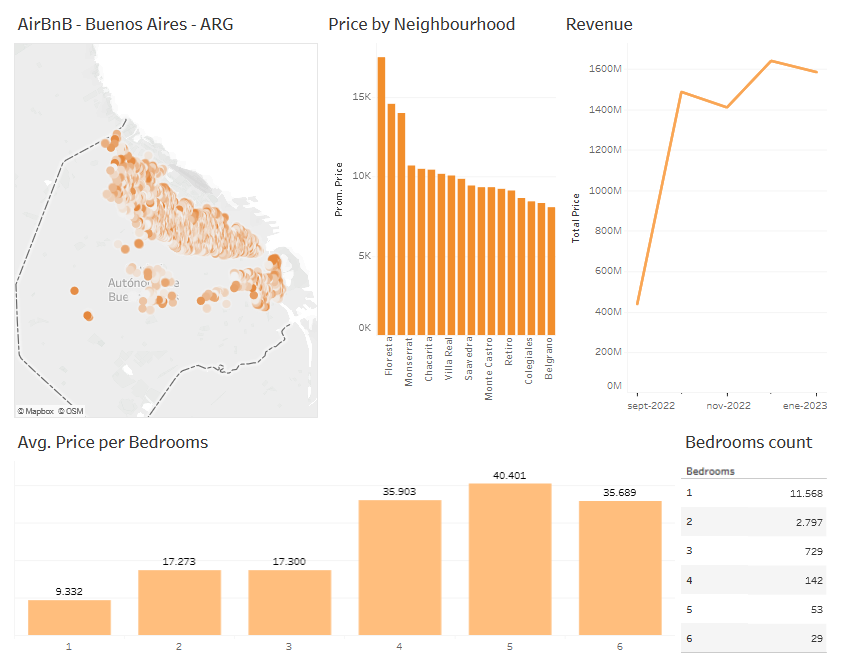 AirBnB - Buenos Aires - ARG
Price by Neighbourhood
Revenue
Autóno a
Bue
© Mapbox © OSM
Prom. Price
15K
10K
5K
0K
Floresta
Monserrat
Chacarita
Villa Real
Saavedra
Monte Castro
Retiro
Colegiales
Belgrano
Total Price
1600M
1400M
1200M
1000M
800M
600M
400M
200M
0M
sept-2022
nov-2022
ene-2023
Avg. Price per Bedrooms
9.332
17.273
17.300
35.903
40.401
35.689
1
2
3
4
5
6
Bedrooms count
Bedrooms
1 11.568
2 2.797
3 729
4 142
5 53
6 29